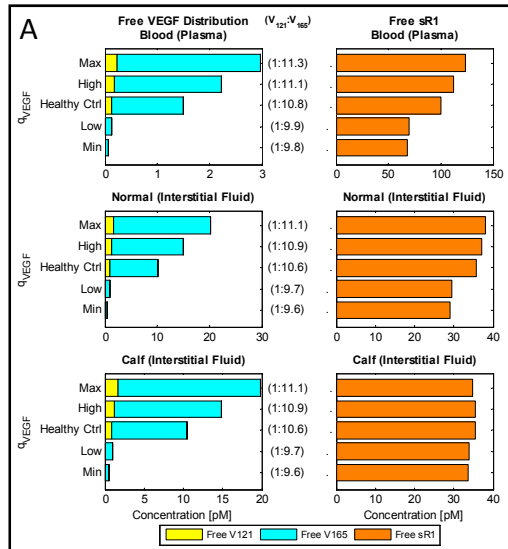 A
Free VEGF Distribution (V121:V165) Free sR1
Blood (Plasma) Blood (Plasma)
qVEGF
Max (1:11.3)
High (1:11.1)
Healthy Ctrl (1:10.8)
Low (1:9.9)
Min (1:9.8)
0 1 2 3 0 50 100 150
Normal (Interstitial Fluid) Normal (Interstitial Fluid)
qVEGF
Max (1:11.1)
High (1:10.9)
Healthy Ctrl (1:10.6)
Low (1:9.7)
Min (1:9.6)
0 10 20 30 0 10 20 30 40
Calf (Interstitial Fluid) Calf (Interstitial Fluid)
qVEGF
Max (1:11.1)
High (1:10.9)
Healthy Ctrl (1:10.6)
Low (1:9.7)
Min (1:9.6)
0 5 10 15 20 0 10 20 30 40
Concentration [pM] Concentration [pM]
Free V121 Free V165 Free sR1